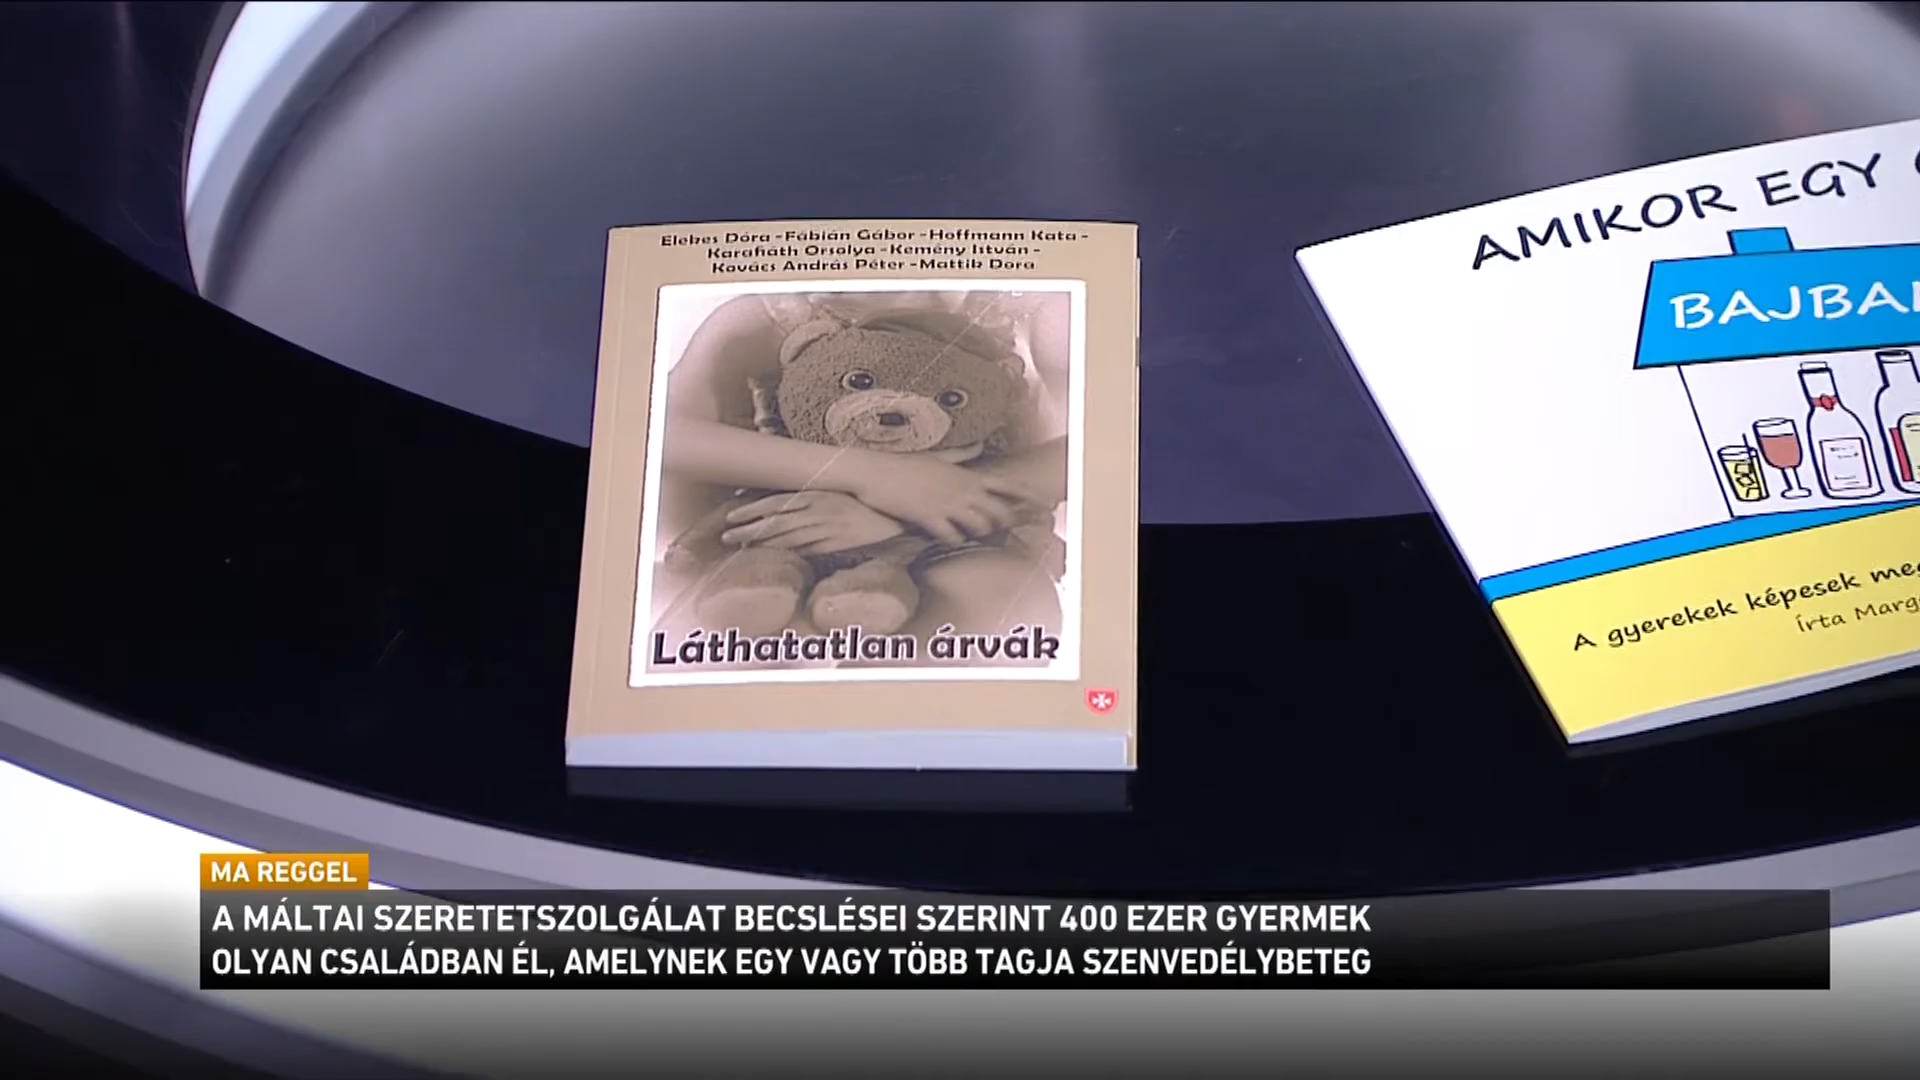 Elekes Dóra - Fábián Gábor - Hoffmann Kata -
Karafiáth Orsolya - Kemény István -
Kovács András Péter - Mattik Dora
Láthatatlan árvák
AMIKOR EGY
BAJBAN
A gyerekek képesek
írta
MA REGGEL
A MÁLTAI SZERETETSZOLGÁLAT BECSLÉSEI SZERINT 400 EZER GYERMEK
OLYAN CSALÁDBAN ÉL, AMELYNEK EGY VAGY TÖBB TAGJA SZENVEDÉLYBETEG